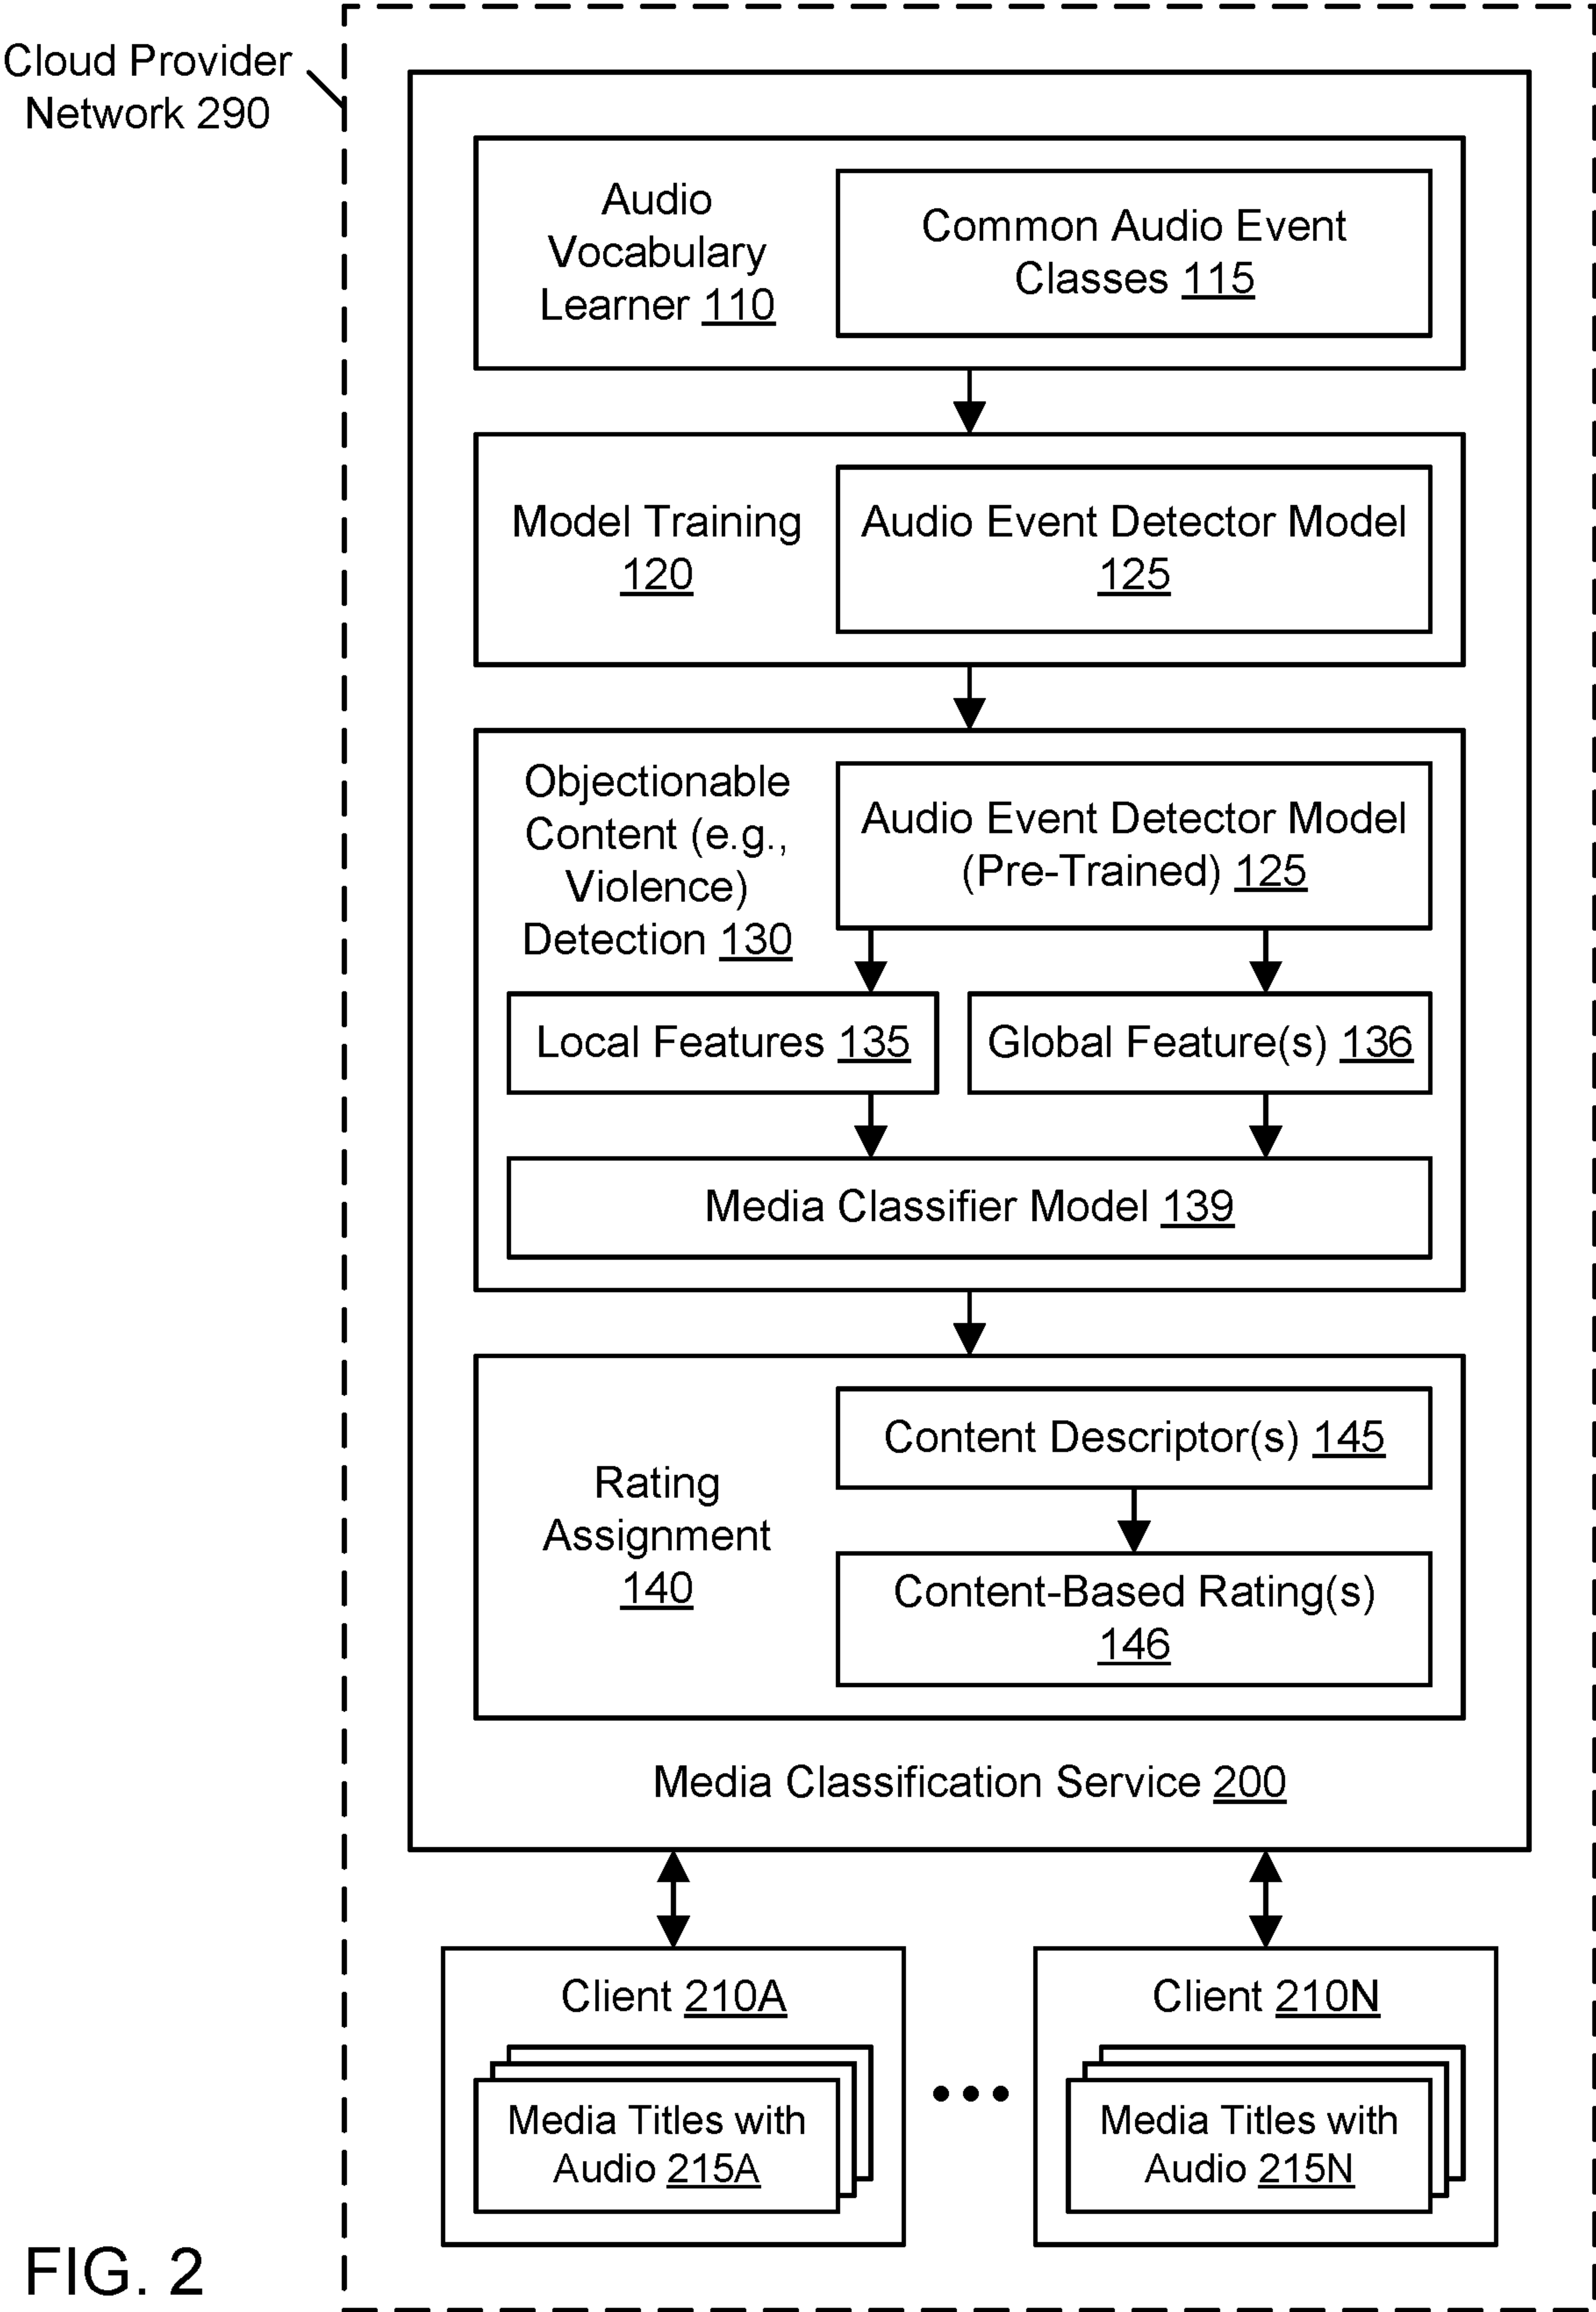 Cloud Provider
Network 290
Audio
Vocabulary
Learner 110
Common Audio Event
Classes 115
Model Training
120
Audio Event Detector Model
125
Objectionable
Content (e.g.,
Violence)
Detection 130
Audio Event Detector Model
(Pre-Trained) 125
Local Features 135
Global Feature(s) 136
Media Classifier Model 139
Rating
Assignment
140
Content Descriptor(s) 145
Content-Based Rating(s)
146
Media Classification Service 200
Client 210A
Media Titles with
Audio 215A
Client 210N
Media Titles with
Audio 215N
FIG. 2